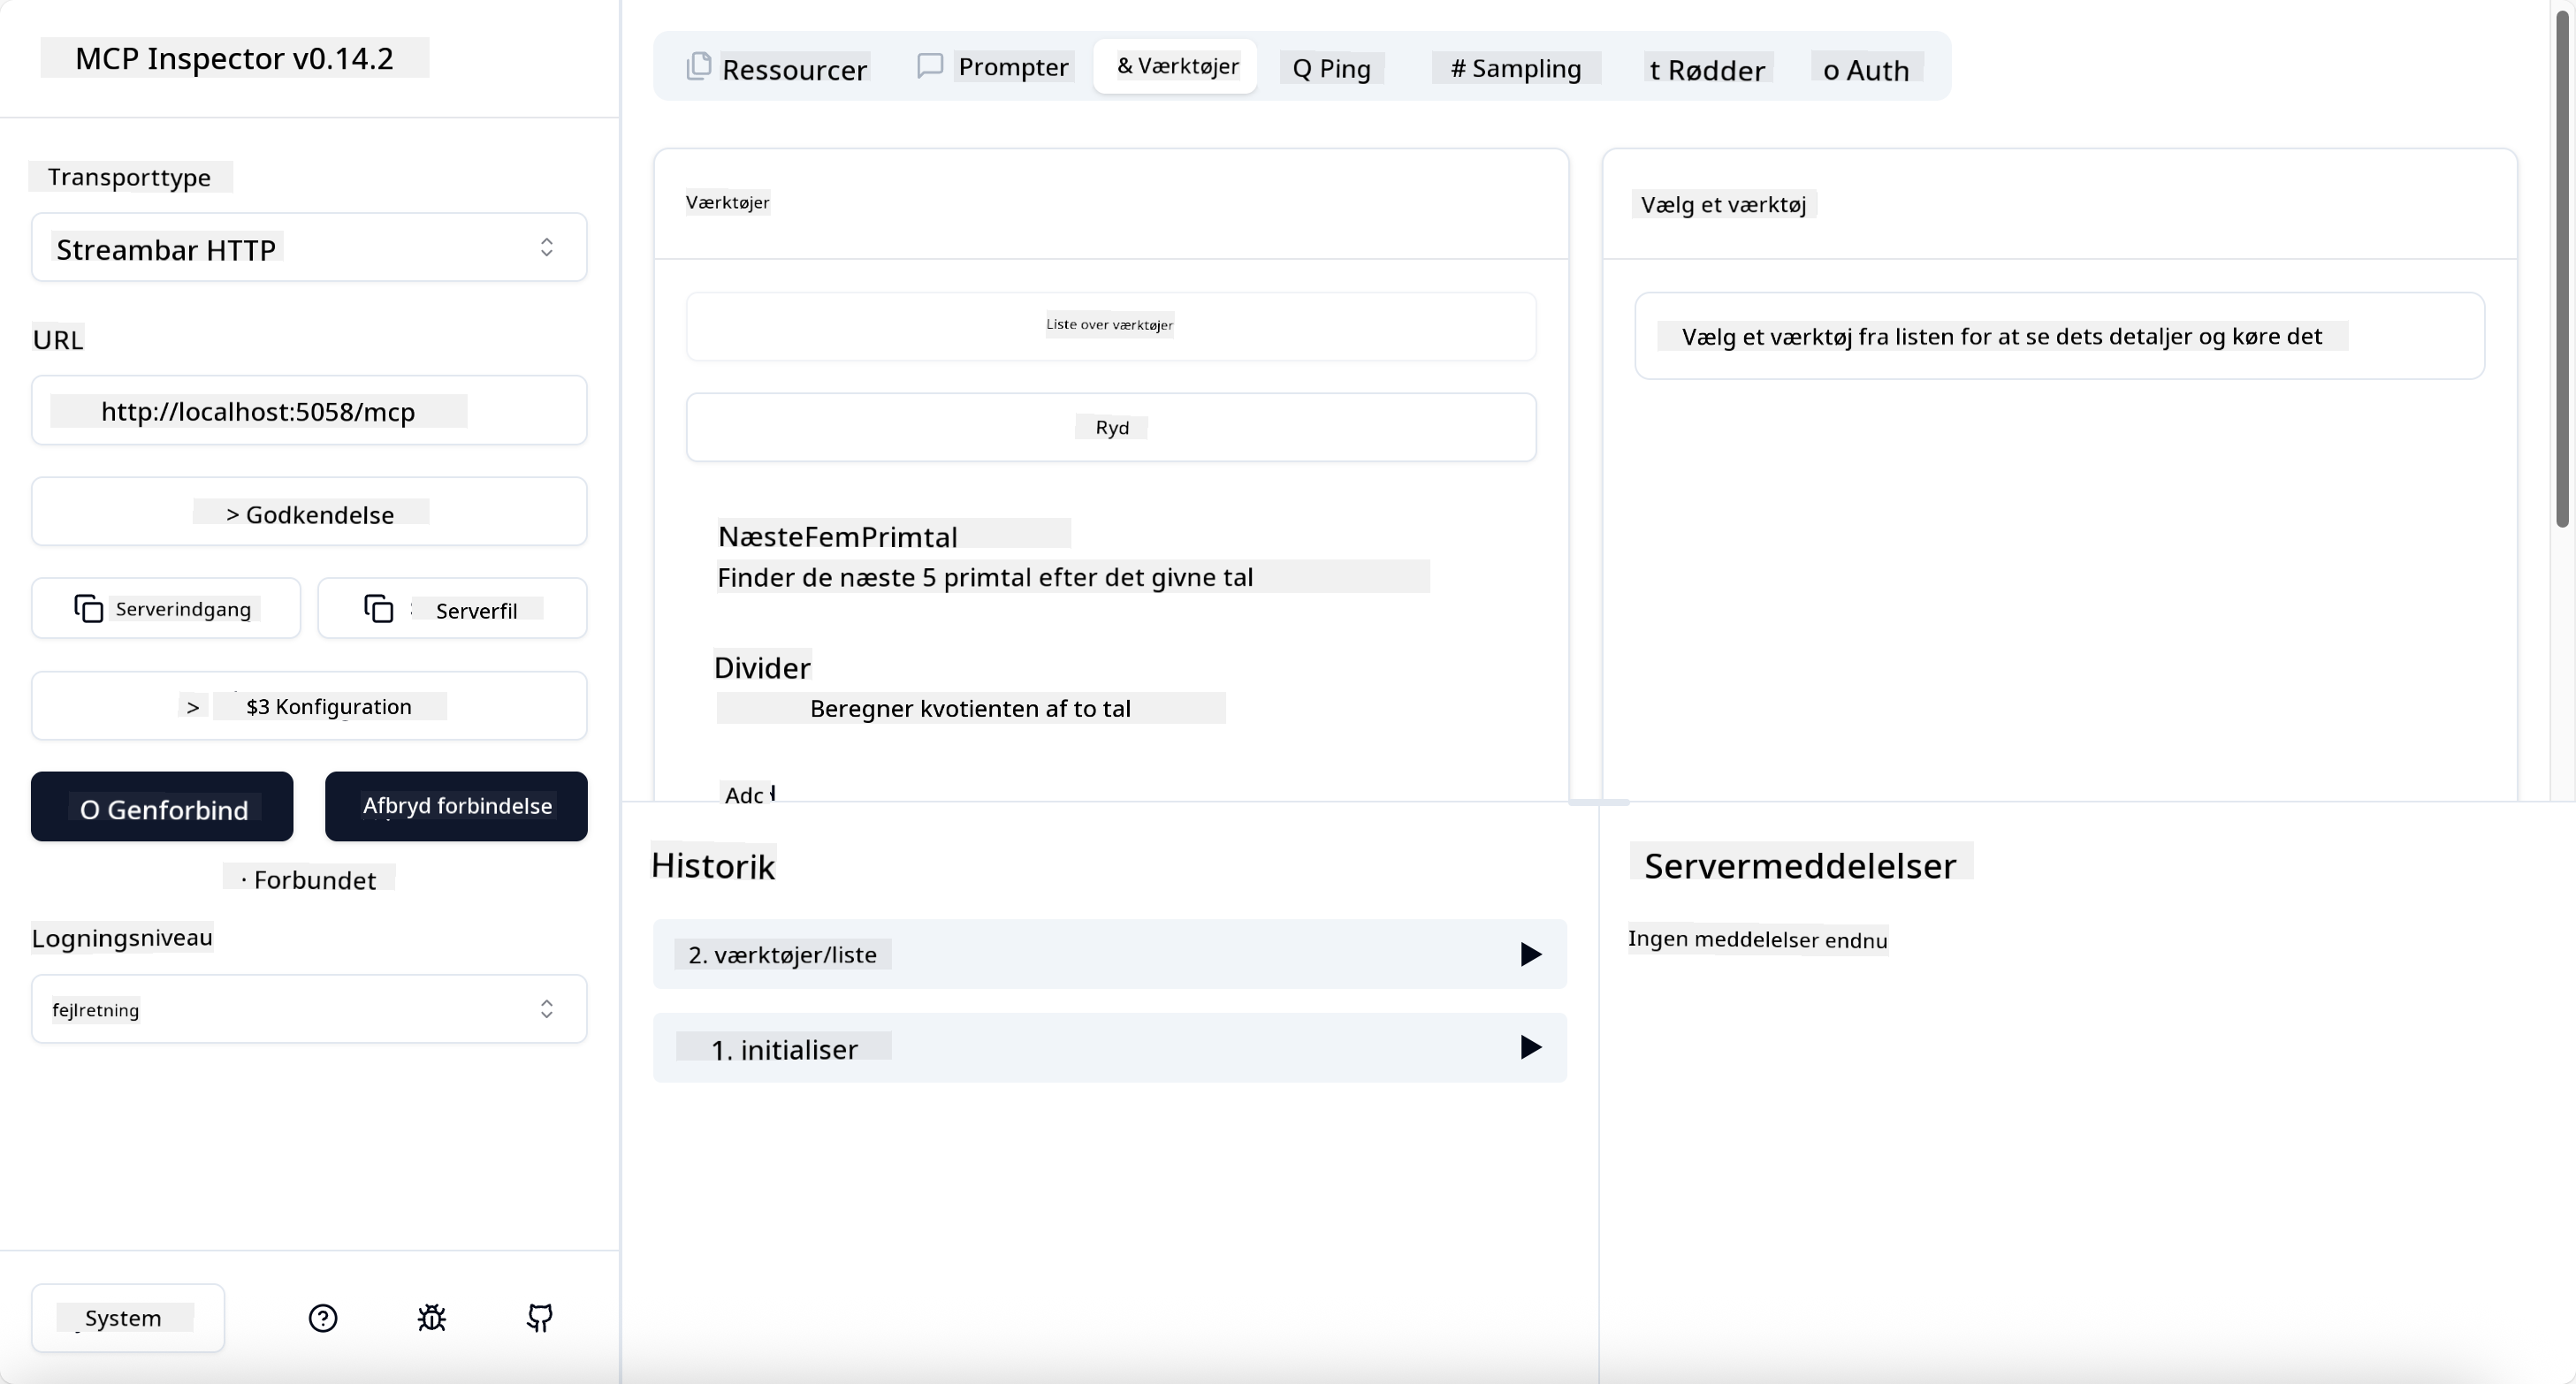 MCP Inspector v0.14.2
Transporttype
Streambar HTTP
URL
http://localhost:5058/mcp
> Godkendelse
Serverindgang
Serverfil
> $3 Konfiguration
O Genforbind
Afbryd forbindelse
· Forbundet
Logningsniveau
fejlretning
System
Ressourcer
Prompter
& Værktøjer
Q Ping
# Sampling
t Rødder
o Auth
Værktøjer
Liste over værktøjer
Ryd
NæsteFemPrimtal
Finder de næste 5 primtal efter det givne tal
Divider
Beregner kvotienten af to tal
Adc
Vælg et værktøj
Vælg et værktøj fra listen for at se dets detaljer og køre det
Historik
2. værktøjer/liste
1. initialiser
Servermeddelelser
Ingen meddelelser endnu